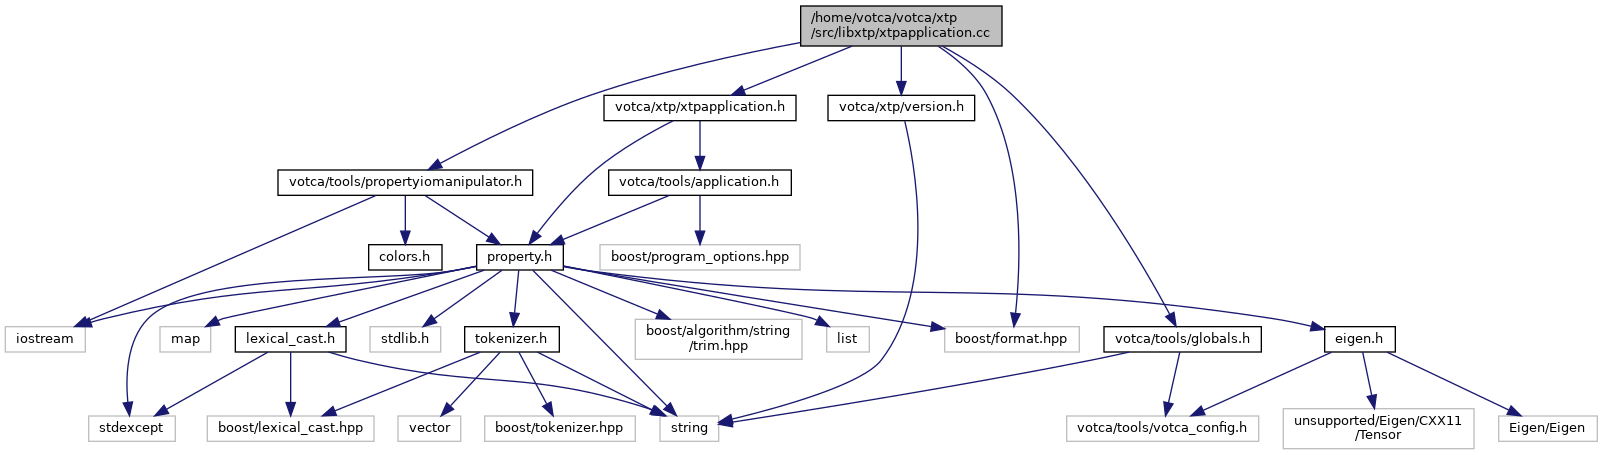 /home/votca/votca/xtp
/src/libxtp/xtpapplication.cc
votca/xtp/xtpapplication.h
votca/xtp/version.h
votca/tools/propertyiomanipulator.h
votca/tools/application.h
colors.h
property.h
boost/program_options.hpp
iostream
map
lexical_cast.h
stdlib.h
tokenizer.h
boost/algorithm/string
/trim.hpp
list
boost/format.hpp
votca/tools/globals.h
eigen.h
stdexcept
boost/lexical_cast.hpp
vector
boost/tokenizer.hpp
string
votca/tools/votca_config.h
unsupported/Eigen/CXX11
/Tensor
Eigen/Eigen